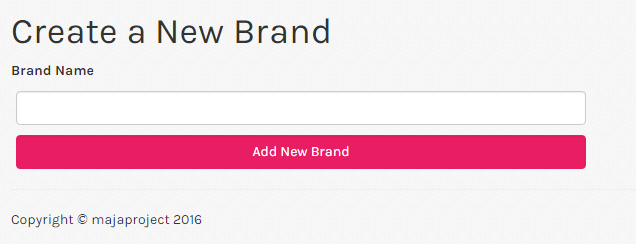 Create a New Brand
Brand Name
Add New Brand
Copyright © majaproject 2016